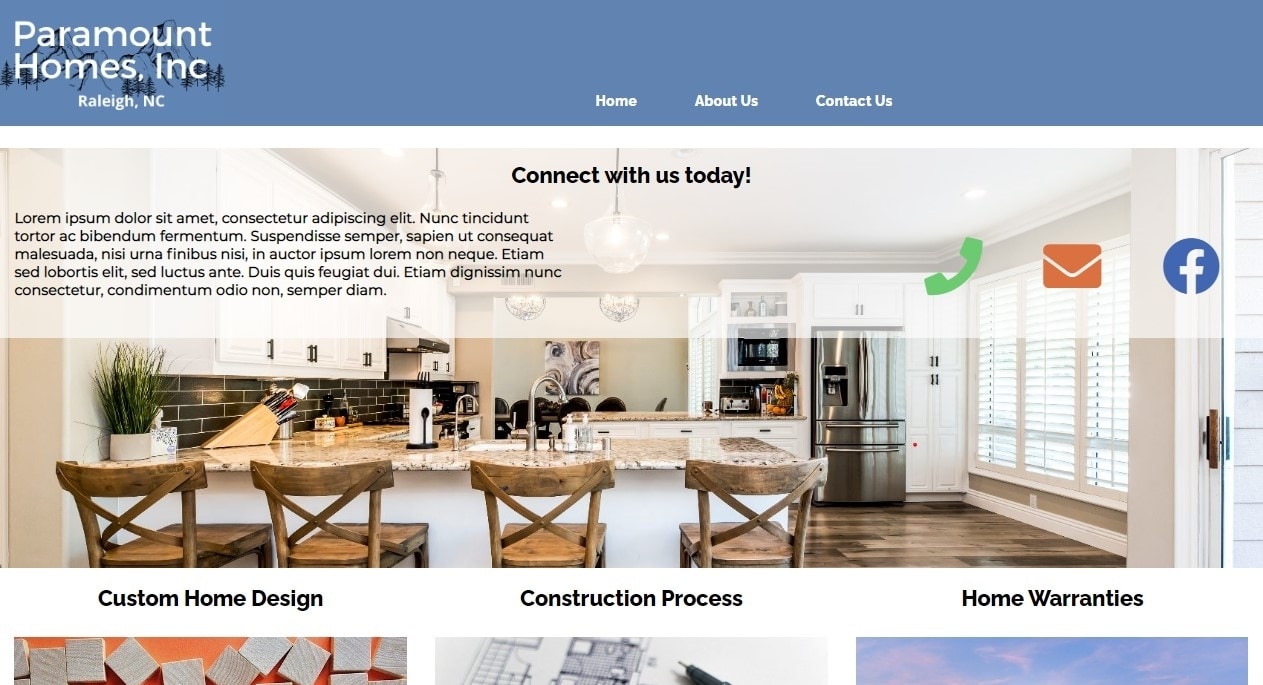 Paramount
Homes, Inc
Raleigh, NC
Home
About Us
Contact Us
Connect with us today!
Lorem ipsum dolor sit amet, consectetur adipiscing elit. Nunc tincidunt
tortor ac bibendum fermentum. Suspendisse semper, sapien ut consequat
malesuada, nisi urna finibus nisi, in auctor ipsum lorem non neque. Etiam
sed lobortis elit, sed luctus ante. Duis quis feugiat dui. Etiam dignissim nunc
consectetur, condimentum odio non, semper diam.
Custom Home Design
Construction Process
Home Warranties